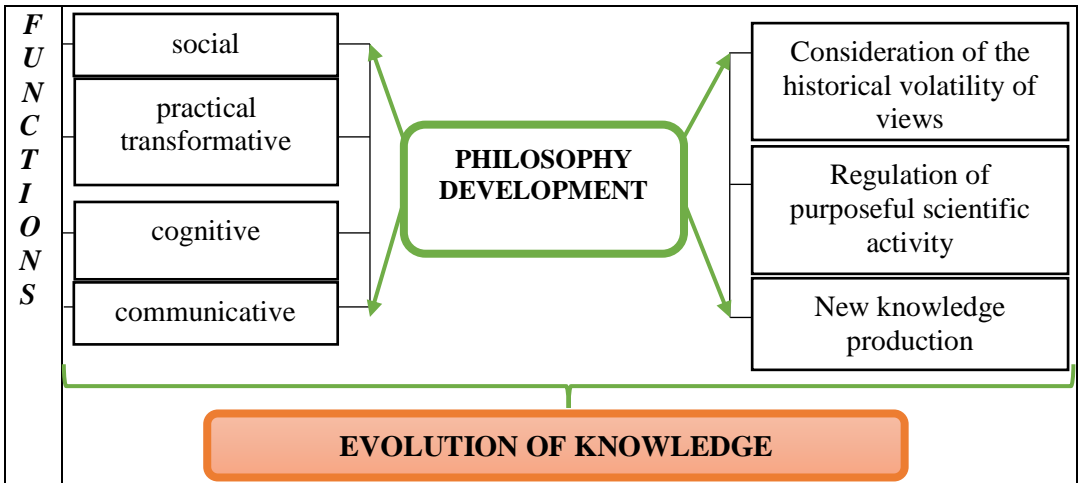 FUNCTIONS
social
practical
transformative
cognitive
communicative
PHILOSOPHY
DEVELOPMENT
Consideration of the
historical volatility of
views
Regulation of
purposeful scientific
activity
New knowledge
production
EVOLUTION OF KNOWLEDGE